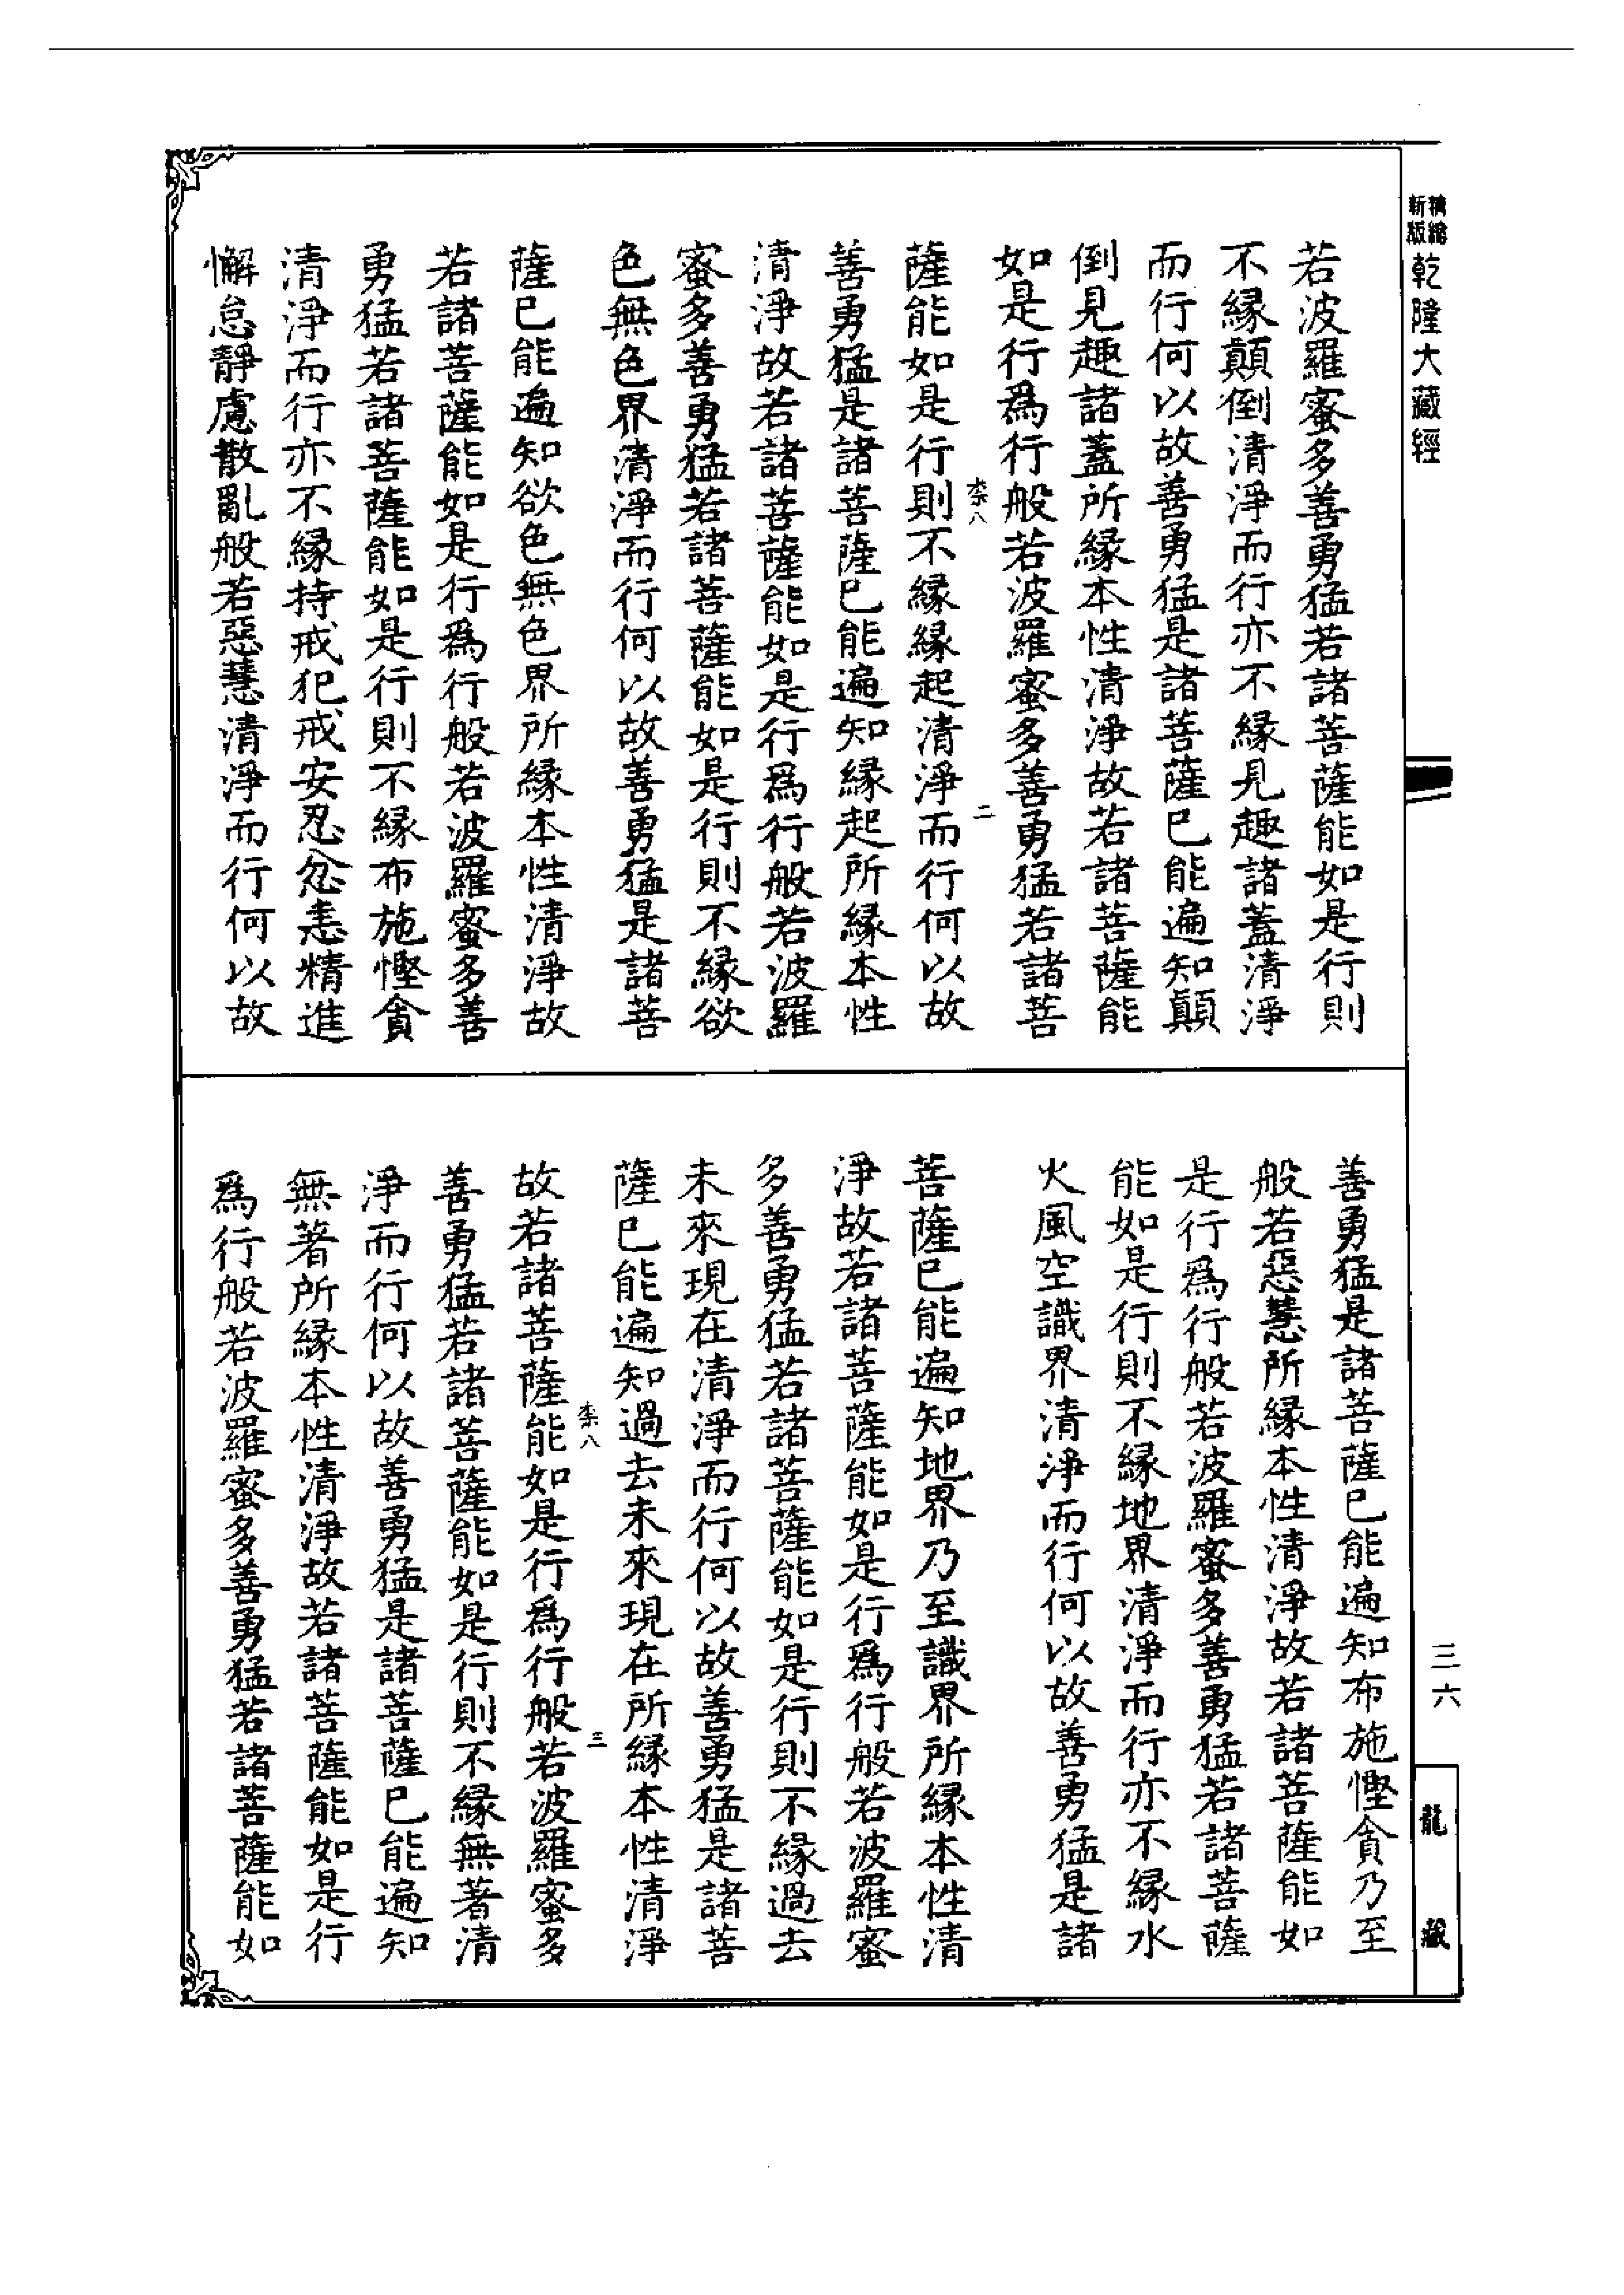 精縮新版乾隆大藏經
若波羅蜜多善勇猛若諸菩薩能如是行則
不縁顛倒清淨而行亦不縁見趣諸蓋清淨
而行何以故善勇猛是諸菩薩已能遍知顛
倒見趣諸蓋所縁本性清淨故若諸菩薩能
如是行爲行般若波羅蜜多善勇猛若諸菩
柰八
二
薩能如是行則不縁縁起清淨而行何以故
善勇猛是諸菩薩已能遍知縁起所縁本性
清淨故若諸菩薩能如是行爲行般若波羅
蜜多善勇猛若諸菩薩能如是行則不縁欲
色無色界清淨而行何以故善勇猛是諸菩
薩已能遍知欲色無色界所縁本性清淨故
若諸菩薩能如是行爲行般若波羅蜜多善
勇猛若諸菩薩能如是行則不縁布施慳貪
清淨而行亦不縁持戒犯戒安忍忿恚精進
懈怠靜慮散亂般若惡慧清淨而行何以故
善勇猛是諸菩薩已能遍知布施慳貪乃至
般若惡慧所縁本性清淨故若諸菩薩能如
是行爲行般若波羅蜜多善勇猛若諸菩薩
能如是行則不縁地界清淨而行亦不縁水
火風空識界清淨而行何以故善勇猛是諸
菩薩已能遍知地界乃至識界所縁本性清
淨故若諸菩薩能如是行爲行般若波羅蜜
多善勇猛若諸菩薩能如是行則不縁過去
未來現在清淨而行何以故善勇猛是諸菩
薩已能遍知過去未來現在所縁本性清淨
柰八
三
故若諸菩薩能如是行爲行般若波羅蜜多
善勇猛若諸菩薩能如是行則不縁無著清
淨而行何以故善勇猛是諸菩薩已能遍知
無著所縁本性清淨故若諸菩薩能如是行
爲行般若波羅蜜多善勇猛若諸菩薩能如
三六
龍藏